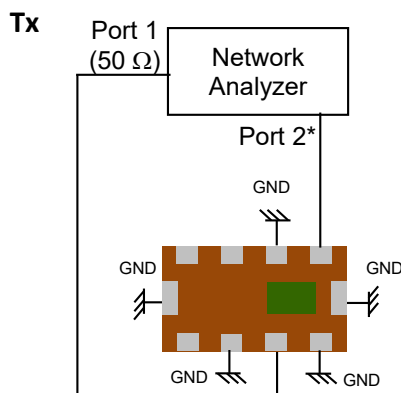 Tx
Port 1
(50 Ω)
Network
Analyzer
Port 2*
GND
GND
GND
GND
GND